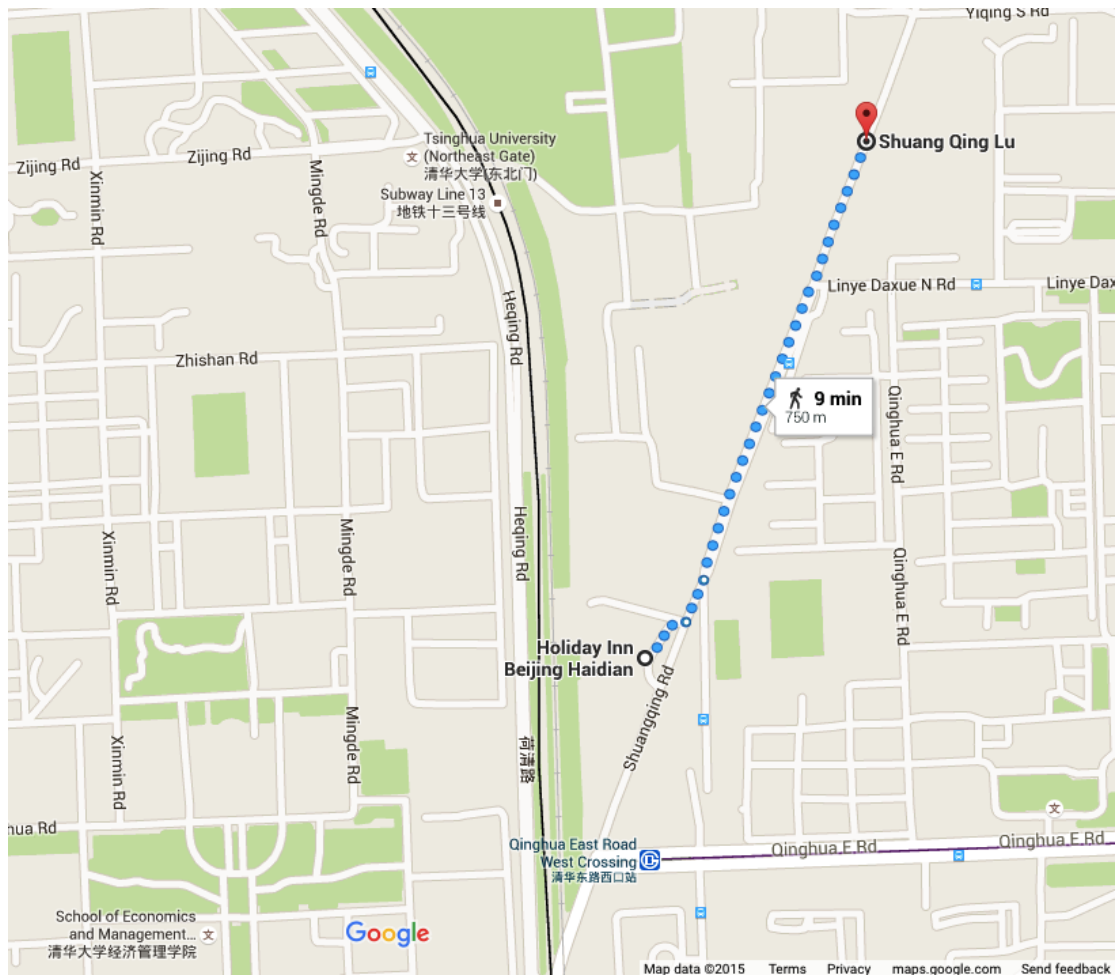 Yiqing S Rd
Tsinghua University
(Northeast Gate)
清华大学(东北门)
Shuang Qing Lu
Zijing Rd
Zijing Rd
Xinmin Rd
Mingde Rd
Subway Line 13
地铁十三号线
Linye Daxue N Rd
Linye Dax
Heqing Rd
Zhishan Rd
9 min
750 m
Qinghua E Rd
Xinmin Rd
Mingde Rd
Heqing Rd
Qinghua E Rd
Holiday Inn
Beijing Haidian
Shuangqing Rd
Xinmin Rd
Mingde Rd
荷清路
hua Rd
Qinghua East Road
West Crossing
清华东路西口站
Qinghua E Rd
Qinghua E Rd
文
文
文
School of Economics
and Management...
清华大学经济管理学院
Google
Map data ©2015 Terms Privacy maps.google.com Send feedback